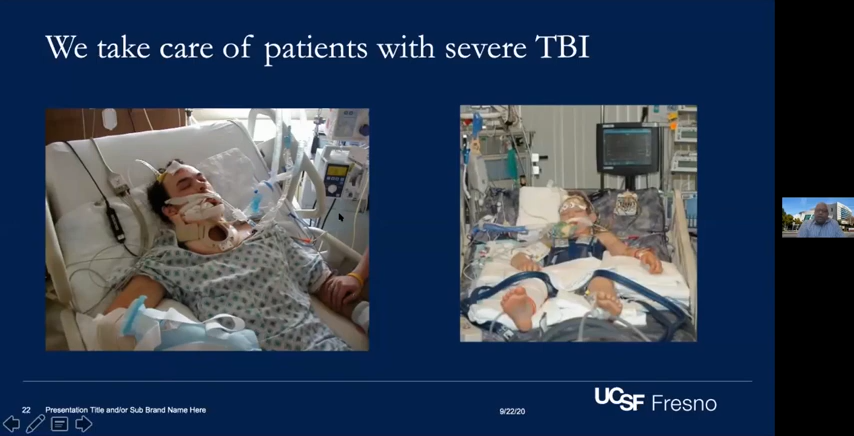 We take care of patients with severe TBI
22 Presentation Title and/or Sub Brand Name Here
9/22/20
UCSF Fresno